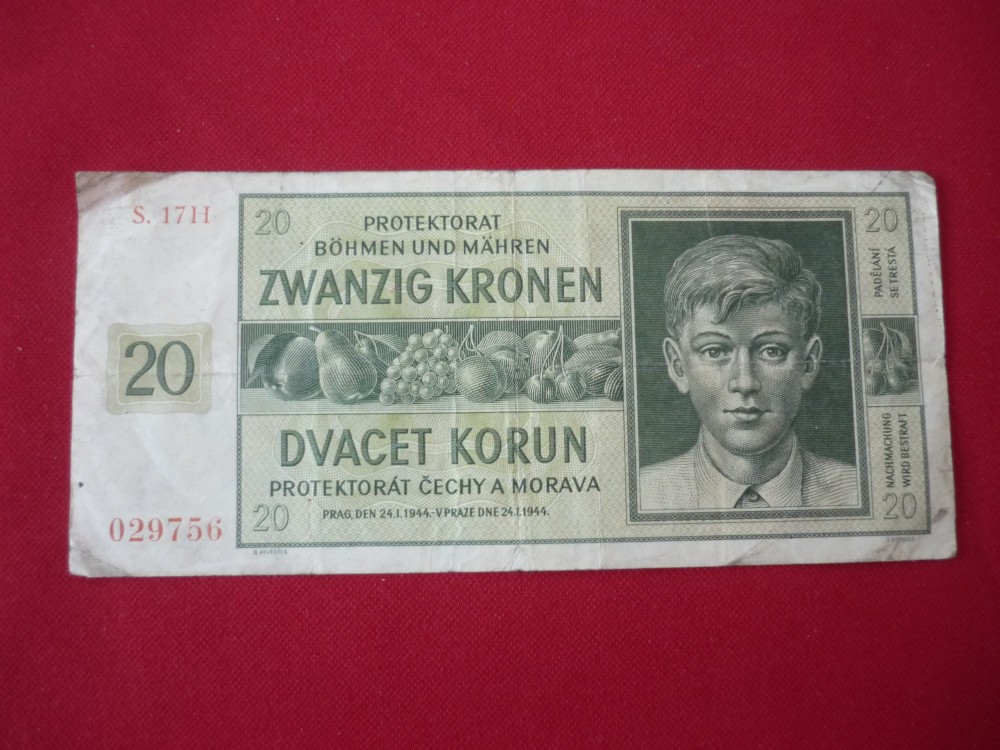 S. 17H
20
PROTEKTORAT
BÖHMEN UND MÄHREN
ZWANZIG KRONEN
20
DVACET KORUN
PROTEKTORÁT ČECHY A MORAVA
PRAG, DEN 24.I.1944.-V PRAZE DNE 24.I.1944.
20
029756
20
PADĚLÁNÍ
SE TRESTÁ
NACHMACHUNG
WIRD BESTRAFT
20